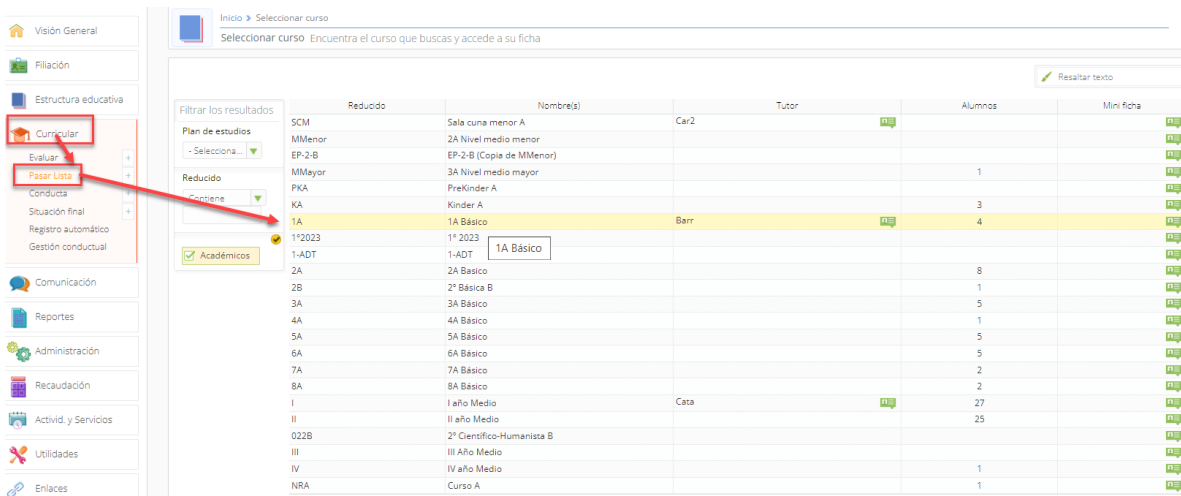 Inicio > Seleccionar curso
Seleccionar curso Encuentra el curso que buscas y accede a su ficha
Visión General
Filiación
Estructura educativa
Curricular
Evaluar +
Pasar Lista +
Conducta +
Situación final +
Registro automático
Gestión conductual
Comunicación
Reportes
Administración
Recaudación
Activid. y Servicios
Utilidades
Enlaces
Resaltar texto
Filtrar los resultados
Plan de estudios
- Selecciona...
Reducido
Contiene
Académicos
Reducido Nombre(s) Tutor Alumnos Mini ficha
SCM Sala cuna menor A Car2
MMenor 2A Nivel medio menor
EP-2-B EP-2-B (Copia de MMenor)
MMayor 3A Nivel medio mayor 1
PKA PreKinder A
KA Kinder A 3
1A 1A Básico Barr 4
1º2023 1º 2023
1-ADT 1-ADT
1A Básico
2A 2A Basico 8
2B 2º Básica B 1
3A 3A Básico 5
4A 4A Básico 1
5A 5A Básico 5
6A 6A Básico 5
7A 7A Básico 2
8A 8A Básico 2
I I año Medio Cata 27
II II año Medio 25
022B 2º Científico-Humanista B
III III Año Medio
IV IV año Medio 1
NRA Curso A 1